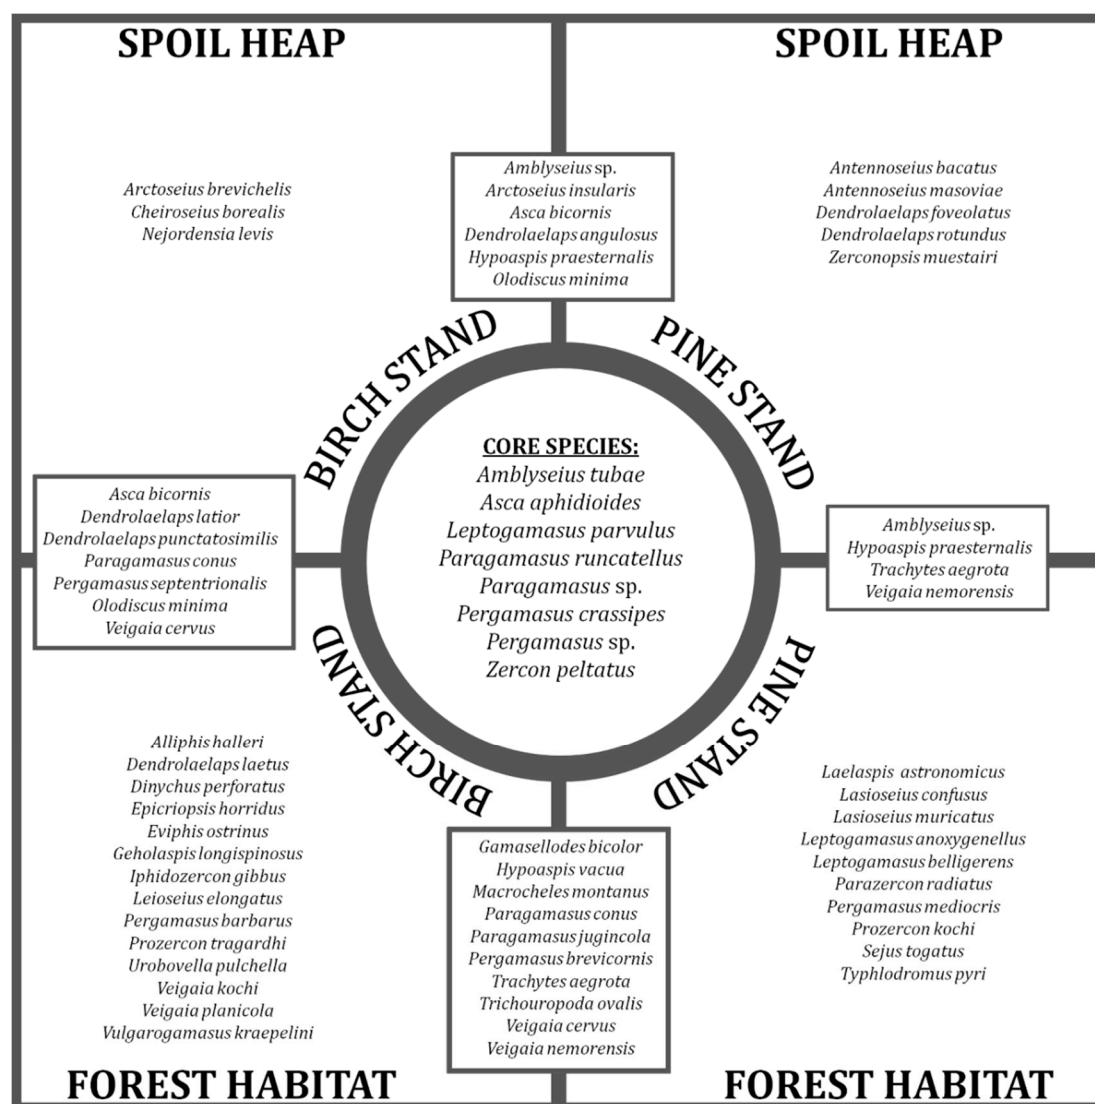 SPOIL HEAP
SPOIL HEAP
Arctoseius brevichelis
Cheiroseius borealis
Nejordensia levis
Amblyseius sp.
Arctoseius insularis
Asca bicornis
Dendrolaelaps angulosus
Hypoaspis praesternalis
Olodiscus minima
Antennoseius bacatus
Antennoseius masoviae
Dendrolaelaps foveolatus
Dendrolaelaps rotundus
Zerconopsis muestairi
BIRCH STAND
PINE STAND
CORE SPECIES:
Amblyseius tubae
Asca aphidioides
Leptogamasus parvulus
Paragamasus runcatellus
Paragamasus sp.
Pergamasus crassipes
Pergamasus sp.
Zercon peltatus
Asca bicornis
Dendrolaelaps latior
Dendrolaelaps punctatosimilis
Paragamasus conus
Pergamasus septentrionalis
Olodiscus minima
Veigaia cervus
Amblyseius sp.
Hypoaspis praesternalis
Trachytes aegrota
Veigaia nemorensis
BIRCH STAND
PINE STAND
Alliphis halleri
Dendrolaelaps laetus
Dinychus perforatus
Epicriopsis horridus
Eviphis ostrinus
Geholaspis longispinosus
Iphidozercon gibbus
Leioseius elongatus
Pergamasus barbarus
Prozercon tragardhi
Urobovella pulchella
Veigaia kochi
Veigaia planicola
Vulgarogamasus kraepelini
Gamasellodes bicolor
Hypoaspis vacua
Macrocheles montanus
Paragamasus conus
Paragamasus jugincola
Pergamasus brevicornis
Trachytes aegrota
Trichouropoda ovalis
Veigaia cervus
Veigaia nemorensis
Laelaspis astronomicus
Lasioseius confusus
Lasioseius muricatus
Leptogamasus anoxygenellus
Leptogamasus belligerens
Parazercon radiatus
Pergamasus mediocris
Prozercon kochi
Sejus togatus
Typhlodromus pyri
FOREST HABITAT
FOREST HABITAT